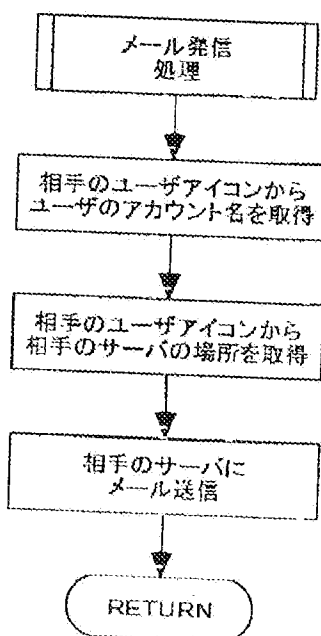 メール発信
処理
相手のユーザアイコンから
ユーザのアカウント名を取得
相手のユーザアイコンから
相手のサーバの場所を取得
相手のサーバに
メール送信
RETURN